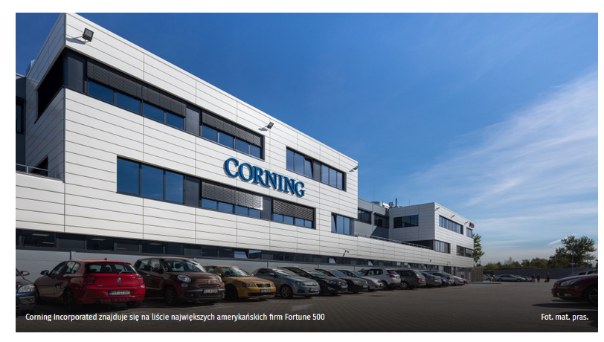 CORNING
Corning Incorporated znajduje się na liście największych amerykańskich firm Fortune 500
Fot. mat. pras.